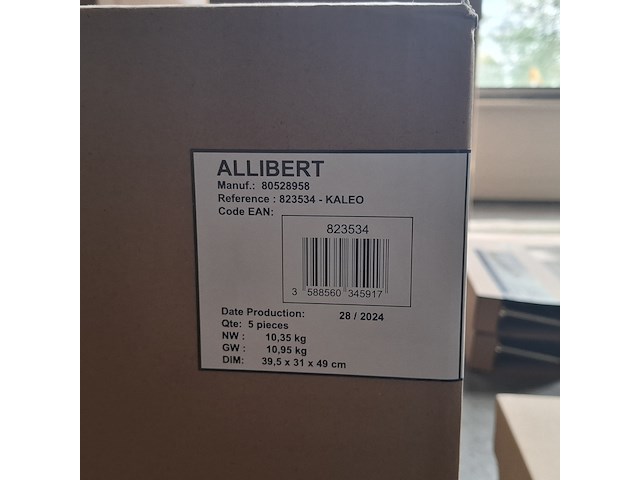 ALLIBERT
Manuf.: 80528958
Reference : 823534 - KALEO
Code EAN:
823534
3 588560 345917
Date Production: 28 / 2024
Qte: 5 pieces
NW : 10,35 kg
GW : 10,95 kg
DIM: 39,5 x 31 x 49 cm